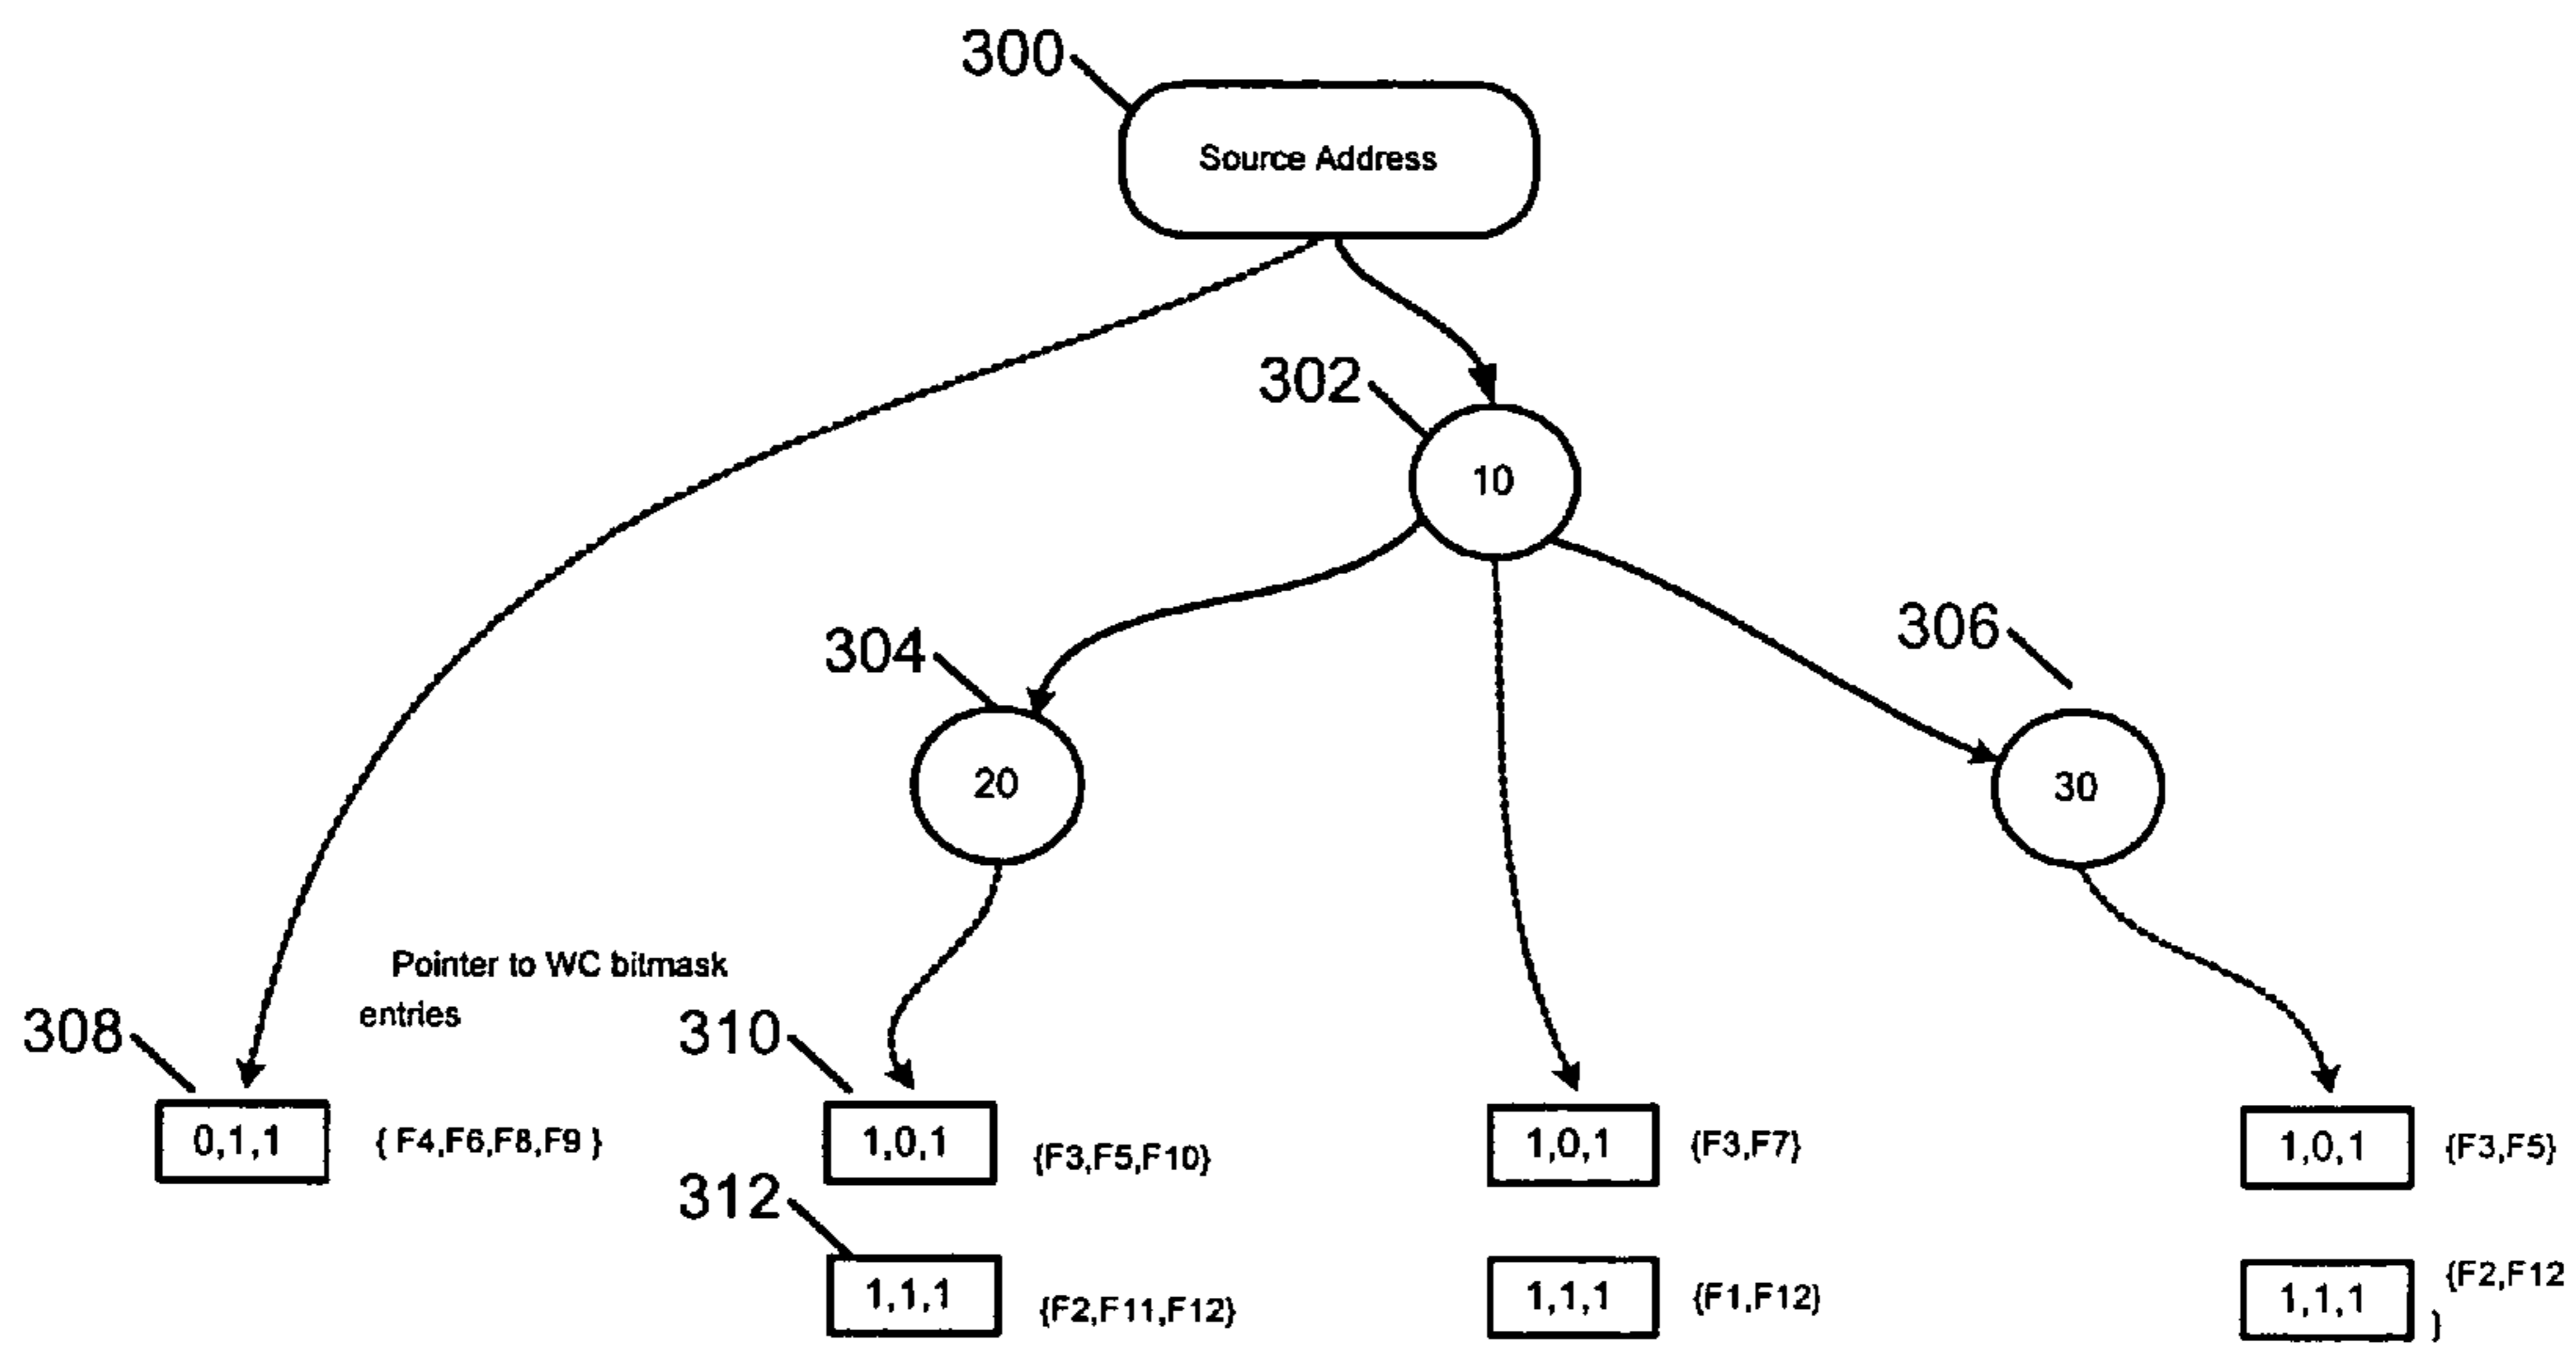 300
Source Address
302
10
304
306
20
30
Pointer to WC bitmask
entries
308
310
0,1,1
{ F4,F6,F8,F9 }
1,0,1
{F3,F5,F10}
1,0,1
{F3,F7}
1,0,1
{F3,F5}
312
1,1,1
{F2,F11,F12}
1,1,1
{F1,F12}
1,1,1
{F2,F12
}